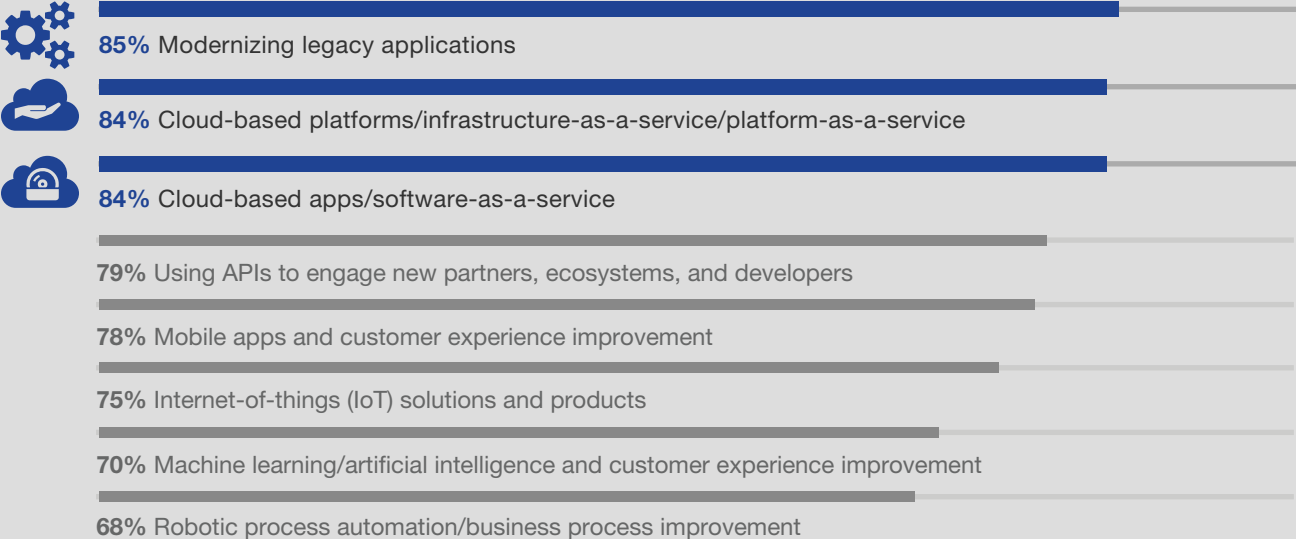 85% Modernizing legacy applications
84% Cloud-based platforms/infrastructure-as-a-service/platform-as-a-service
84% Cloud-based apps/software-as-a-service
79% Using APIs to engage new partners, ecosystems, and developers
78% Mobile apps and customer experience improvement
75% Internet-of-things (IoT) solutions and products
70% Machine learning/artificial intelligence and customer experience improvement
68% Robotic process automation/business process improvement